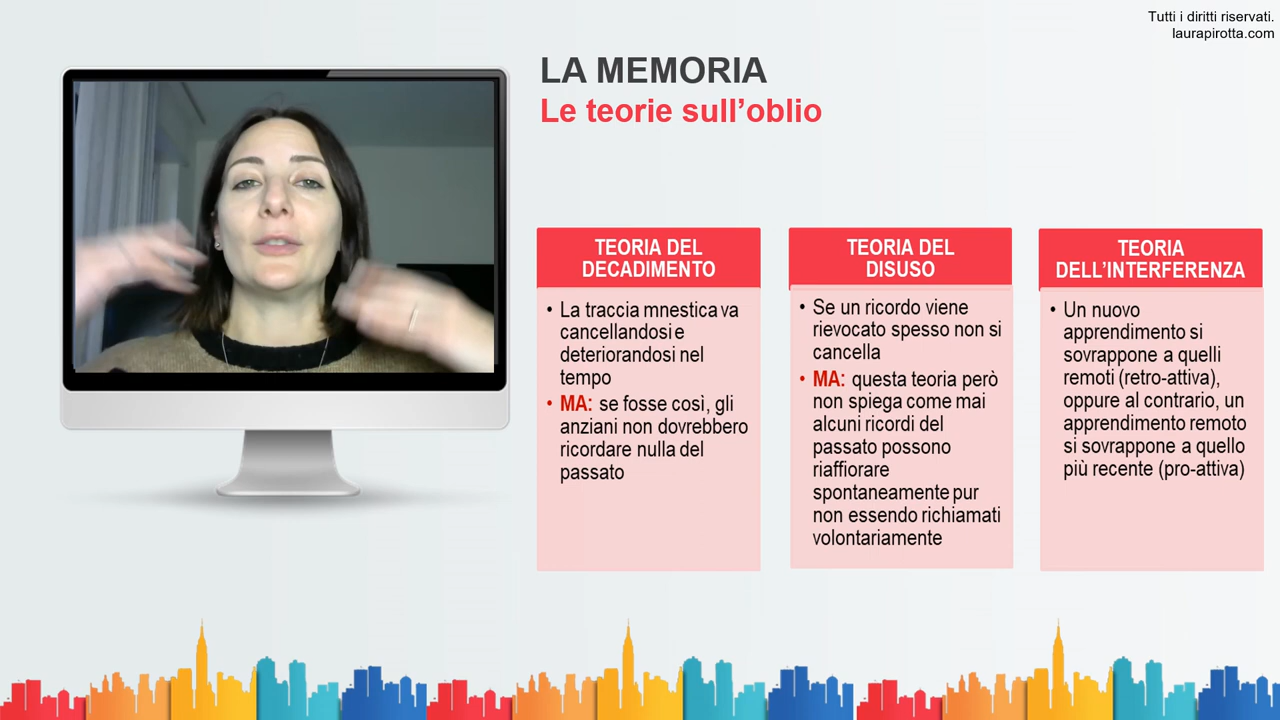 Tutti i diritti riservati.
laurapirotta.com
LA MEMORIA
Le teorie sull’oblio
TEORIA DEL
DECADIMENTO
• La traccia mnestica va
cancellandosi e
deteriorandosi nel
tempo
• MA: se fosse così, gli
anziani non dovrebbero
ricordare nulla del
passato
TEORIA DEL
DISUSO
• Se un ricordo viene
rievocato spesso non si
cancella
• MA: questa teoria però
non spiega come mai
alcuni ricordi del
passato possono
riaffiorare
spontaneamente pur
non essendo richiamati
volontariamente
TEORIA
DELL’INTERFERENZA
• Un nuovo
apprendimento si
sovrappone a quelli
remoti (retro-attiva),
oppure al contrario, un
apprendimento remoto
si sovrappone a quello
più recente (pro-attiva)